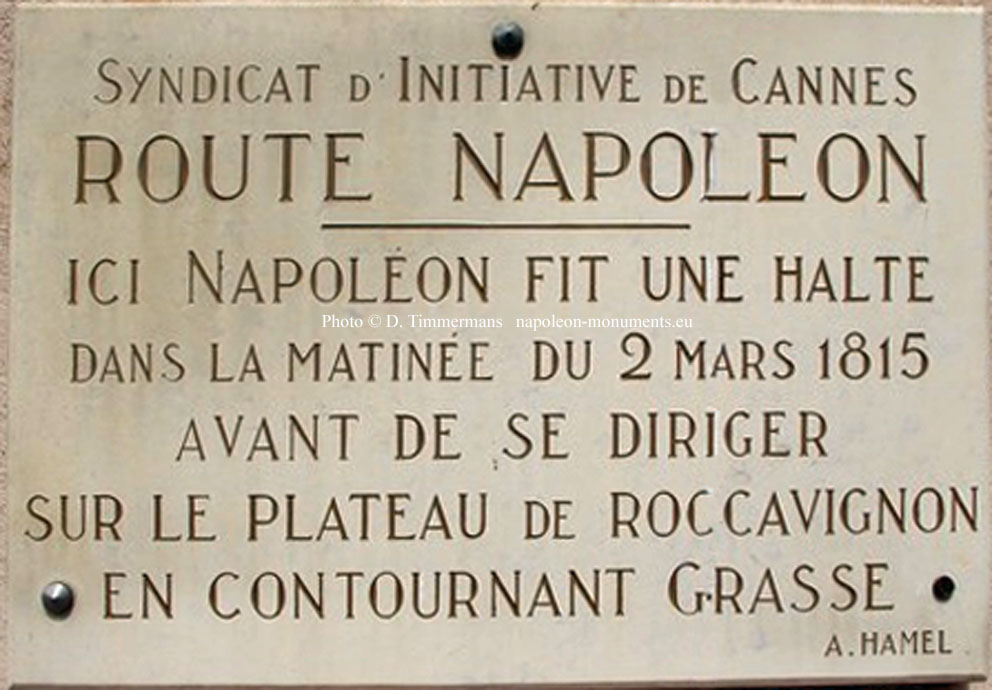 SYNDICAT D'INITIATIVE DE CANNES
ROUTE NAPOLEON
ICI NAPOLÉON FIT UNE HALTE
Photo © D. Timmermans napoleon-monuments.eu
DANS LA MATINÉE DU 2 MARS 1815
AVANT DE SE DIRIGER
SUR LE PLATEAU DE ROCCAVIGNON
EN CONTOURNANT GRASSE
A. HAMEL